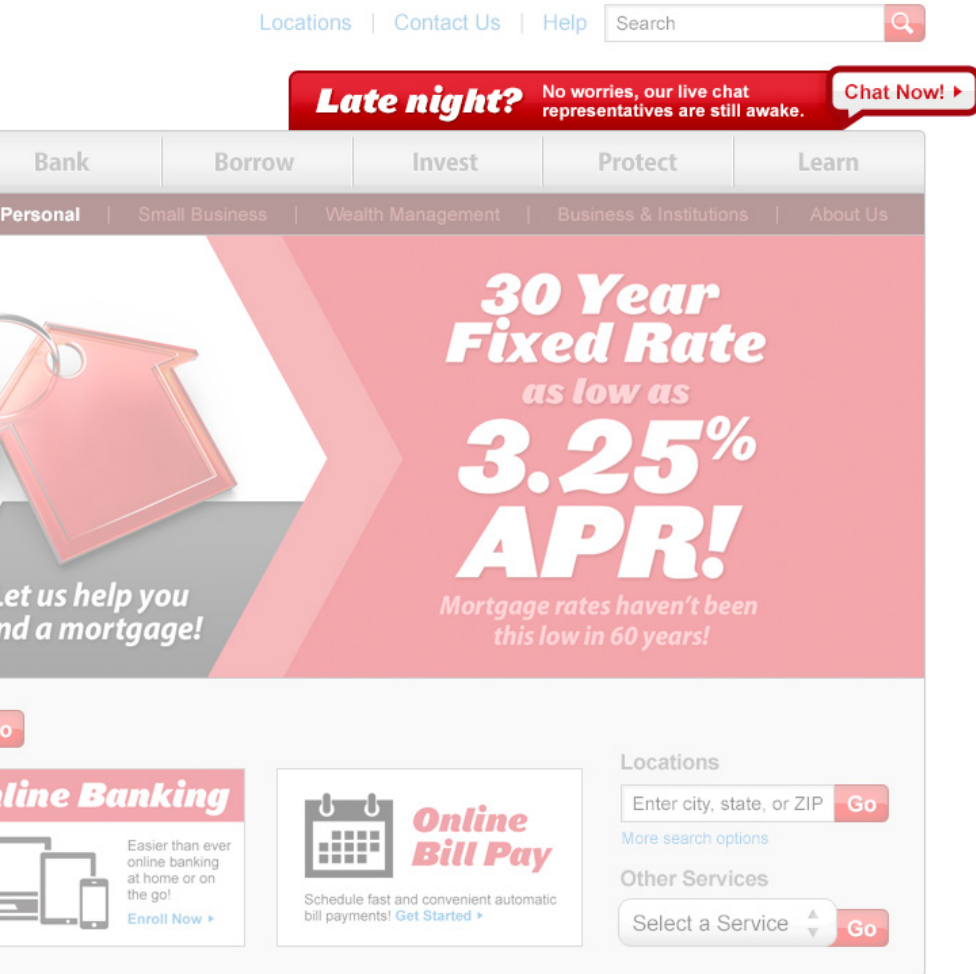 Locations | Contact Us | Help
Search
Late night?
No worries, our live chat
representatives are still awake.
Chat Now!
Bank
Borrow
Invest
Protect
Learn
Personal | Small Business | Wealth Management | Business & Institutions | About Us
30 Year
Fixed Rate
as low as
3.25%
APR!
Mortgage rates haven't been
this low in 60 years!
et us help you
nd a mortgage!
o
line Banking
Easier than ever
online banking
at home or on
the go!
Enroll Now
Online
Bill Pay
Schedule fast and convenient automatic
bill payments! Get Started
Locations
Enter city, state, or ZIP
Go
More search options
Other Services
Select a Service
Go